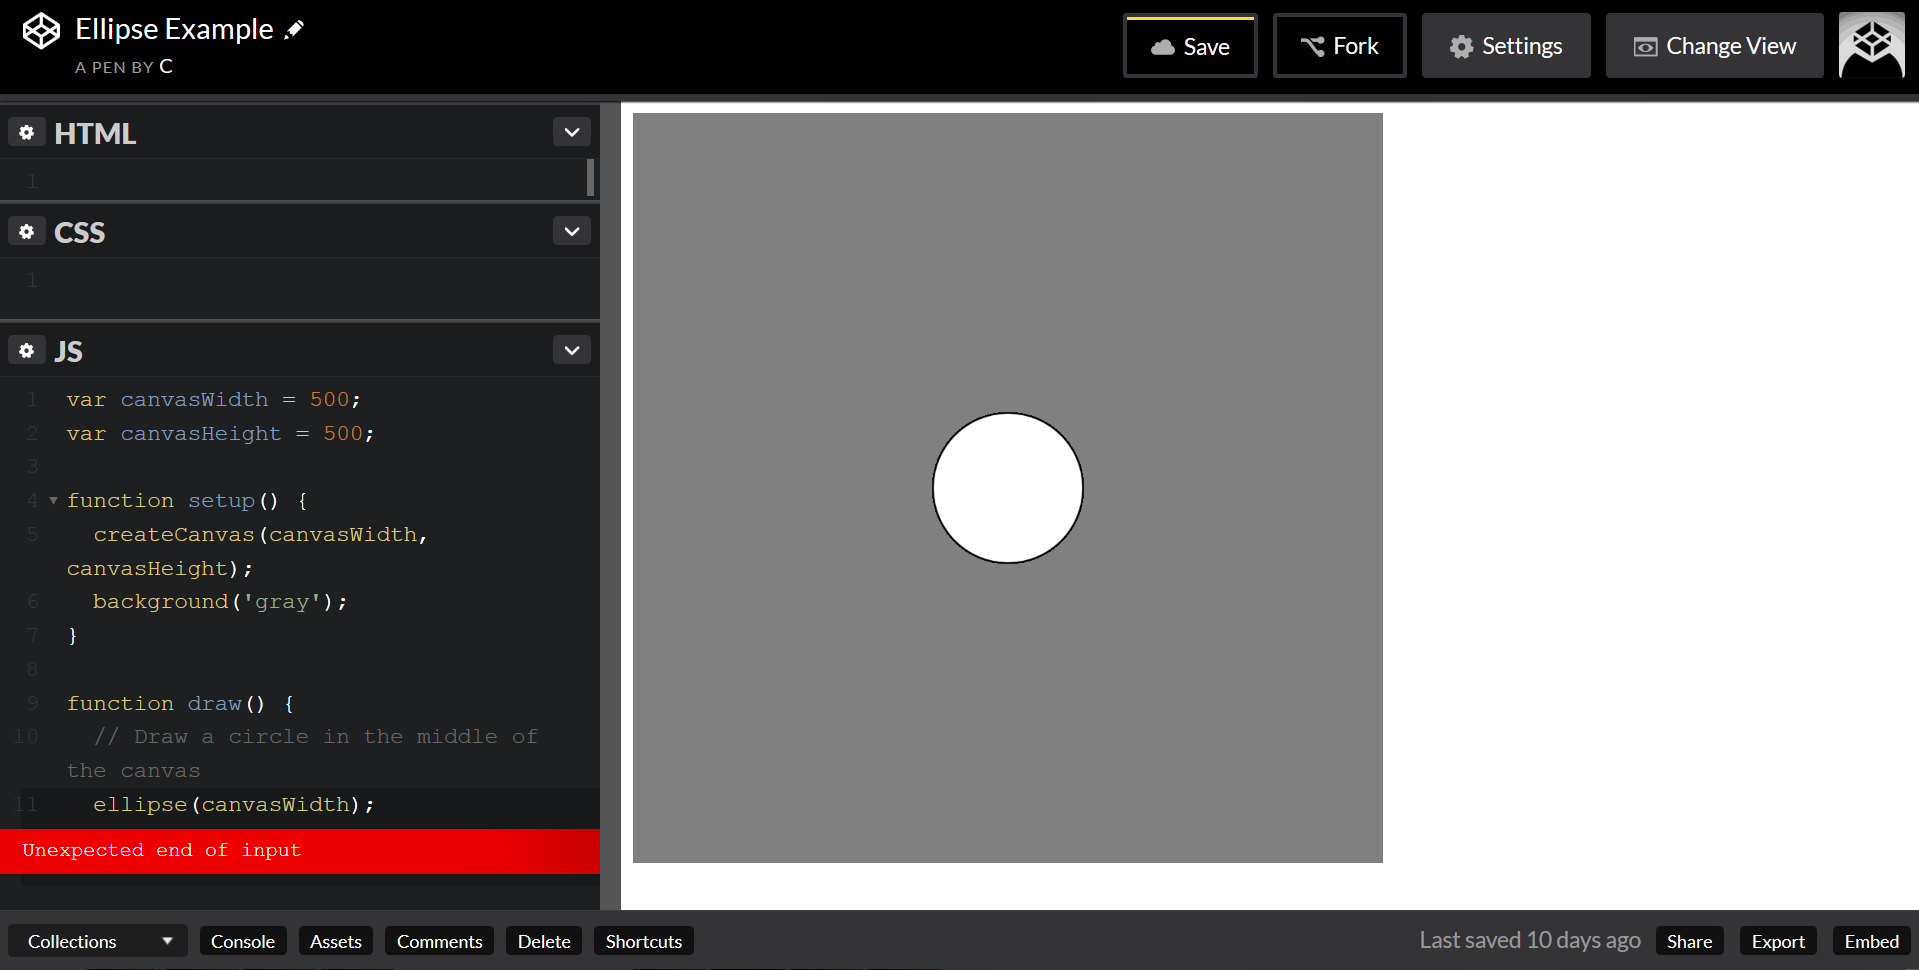 Ellipse Example
A PEN BY C
Save
Fork
Settings
Change View
HTML
1
CSS
1
JS
1 var canvasWidth = 500;
2 var canvasHeight = 500;
3
4 function setup() {
5 createCanvas(canvasWidth,
canvasHeight);
6 background('gray');
7 }
8
9 function draw() {
10 // Draw a circle in the middle of
the canvas
11 ellipse(canvasWidth);
Unexpected end of input
Collections
Console
Assets
Comments
Delete
Shortcuts
Last saved 10 days ago
Share
Export
Embed